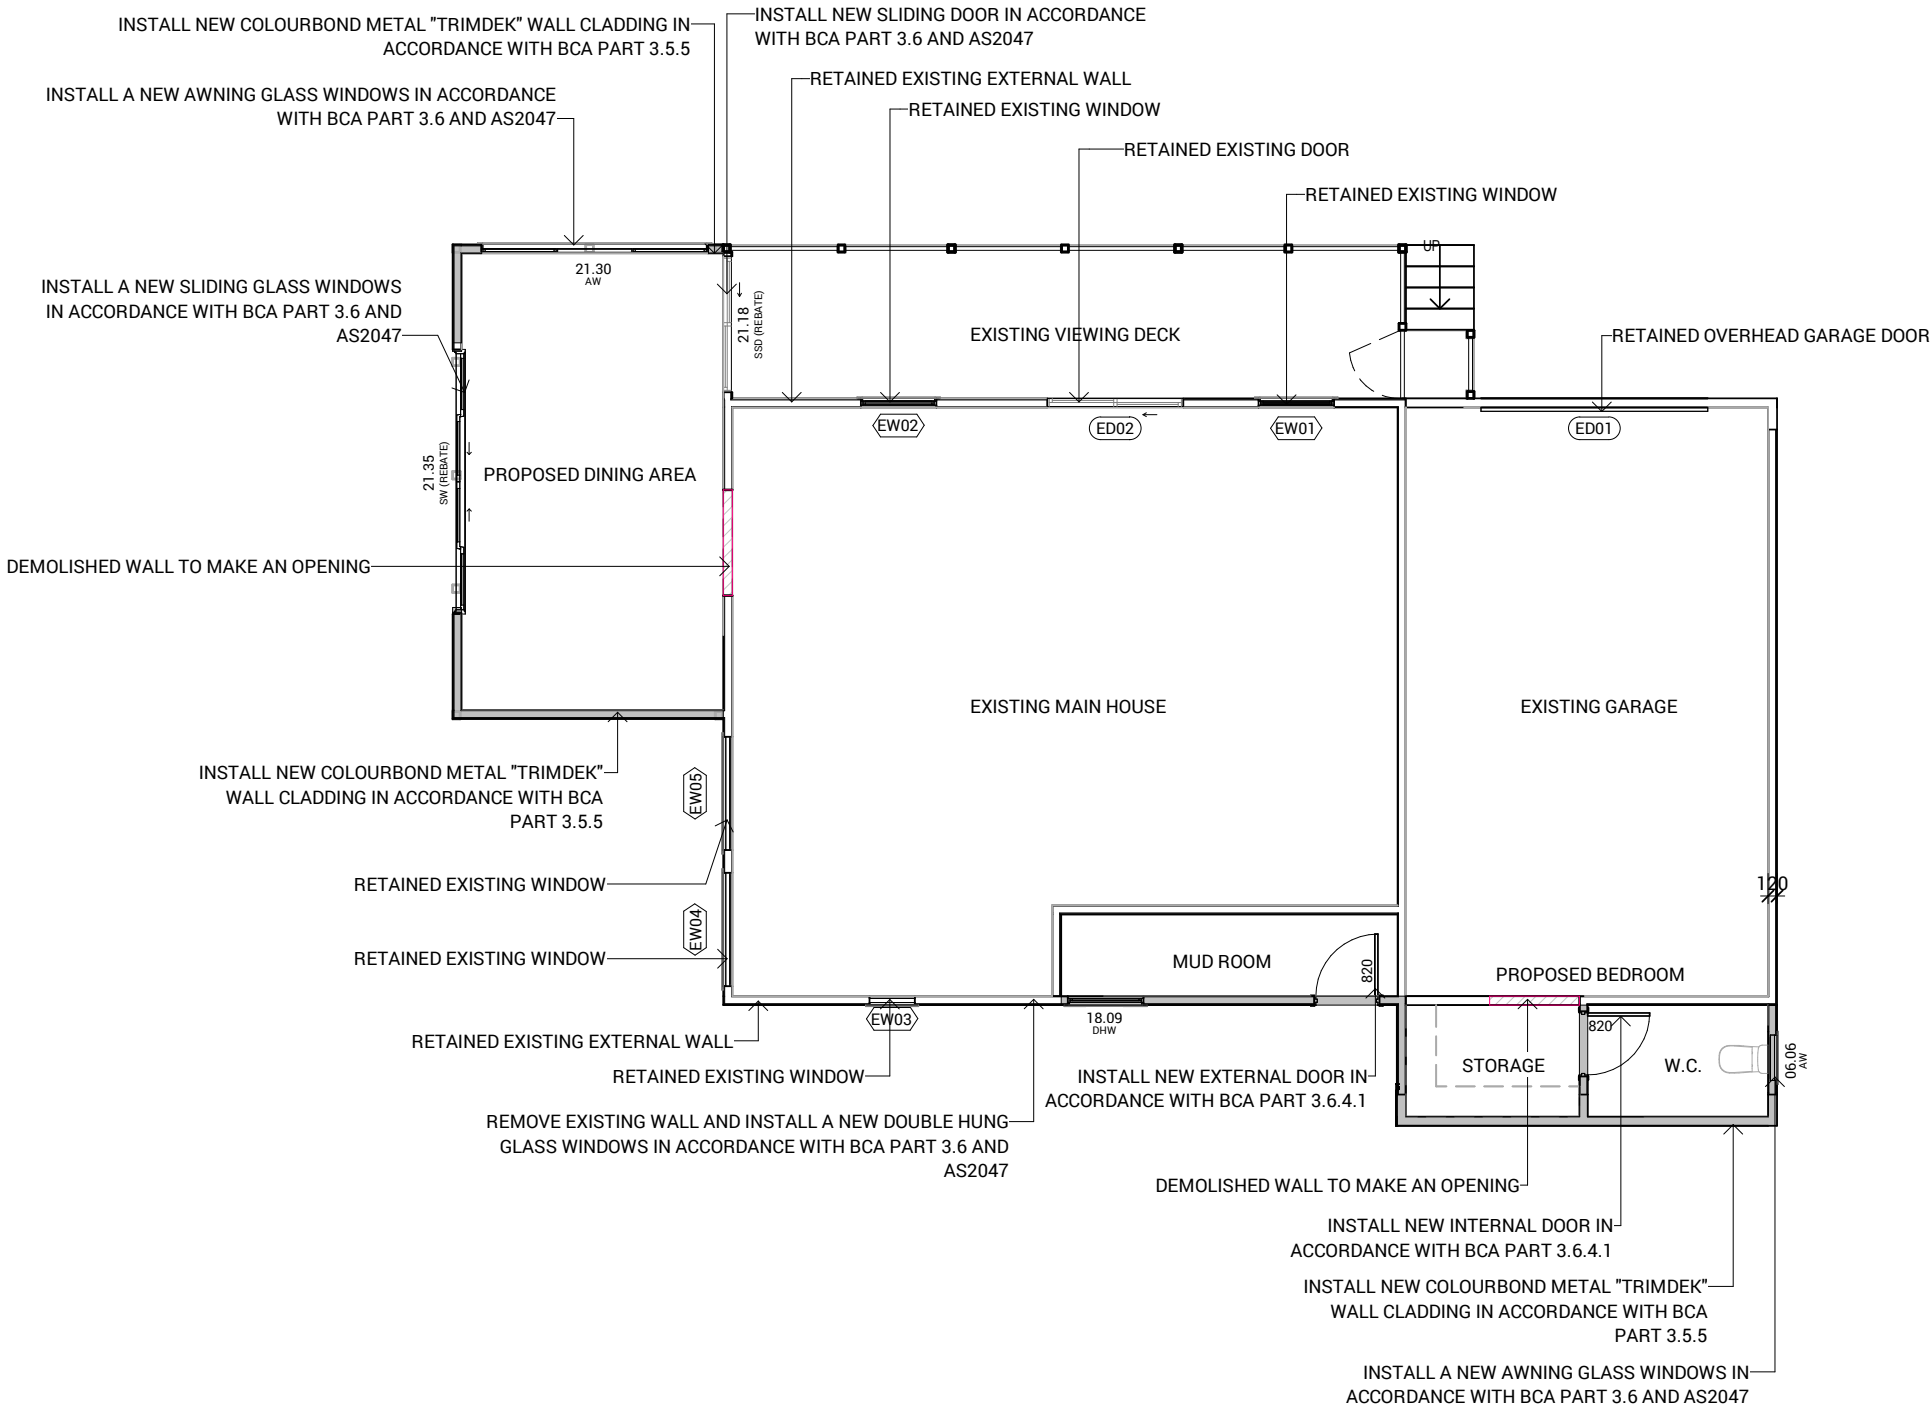 INSTALL NEW COLOURBOND METAL "TRIMDEK" WALL CLADDING IN
ACCORDANCE WITH BCA PART 3.5.5
INSTALL NEW SLIDING DOOR IN ACCORDANCE
WITH BCA PART 3.6 AND AS2047
RETAINED EXISTING EXTERNAL WALL
INSTALL A NEW AWNING GLASS WINDOWS IN ACCORDANCE
WITH BCA PART 3.6 AND AS2047
RETAINED EXISTING WINDOW
RETAINED EXISTING DOOR
RETAINED EXISTING WINDOW
UP
21.30
AW
INSTALL A NEW SLIDING GLASS WINDOWS
IN ACCORDANCE WITH BCA PART 3.6 AND
AS2047
21.18
SSD (REBATE)
EXISTING VIEWING DECK
RETAINED OVERHEAD GARAGE DOOR
EW02
ED02
EW01
ED01
21.35
SW (REBATE)
PROPOSED DINING AREA
DEMOLISHED WALL TO MAKE AN OPENING
EXISTING MAIN HOUSE
EXISTING GARAGE
INSTALL NEW COLOURBOND METAL "TRIMDEK"
WALL CLADDING IN ACCORDANCE WITH BCA
PART 3.5.5
EW05
RETAINED EXISTING WINDOW
120
EW04
RETAINED EXISTING WINDOW
MUD ROOM
820
PROPOSED BEDROOM
EW03
18.09
DHW
820
RETAINED EXISTING EXTERNAL WALL
STORAGE
W.C.
06.06
AW
RETAINED EXISTING WINDOW
INSTALL NEW EXTERNAL DOOR IN
ACCORDANCE WITH BCA PART 3.6.4.1
REMOVE EXISTING WALL AND INSTALL A NEW DOUBLE HUNG
GLASS WINDOWS IN ACCORDANCE WITH BCA PART 3.6 AND
AS2047
DEMOLISHED WALL TO MAKE AN OPENING
INSTALL NEW INTERNAL DOOR IN
ACCORDANCE WITH BCA PART 3.6.4.1
INSTALL NEW COLOURBOND METAL "TRIMDEK"
WALL CLADDING IN ACCORDANCE WITH BCA
PART 3.5.5
INSTALL A NEW AWNING GLASS WINDOWS IN
ACCORDANCE WITH BCA PART 3.6 AND AS2047